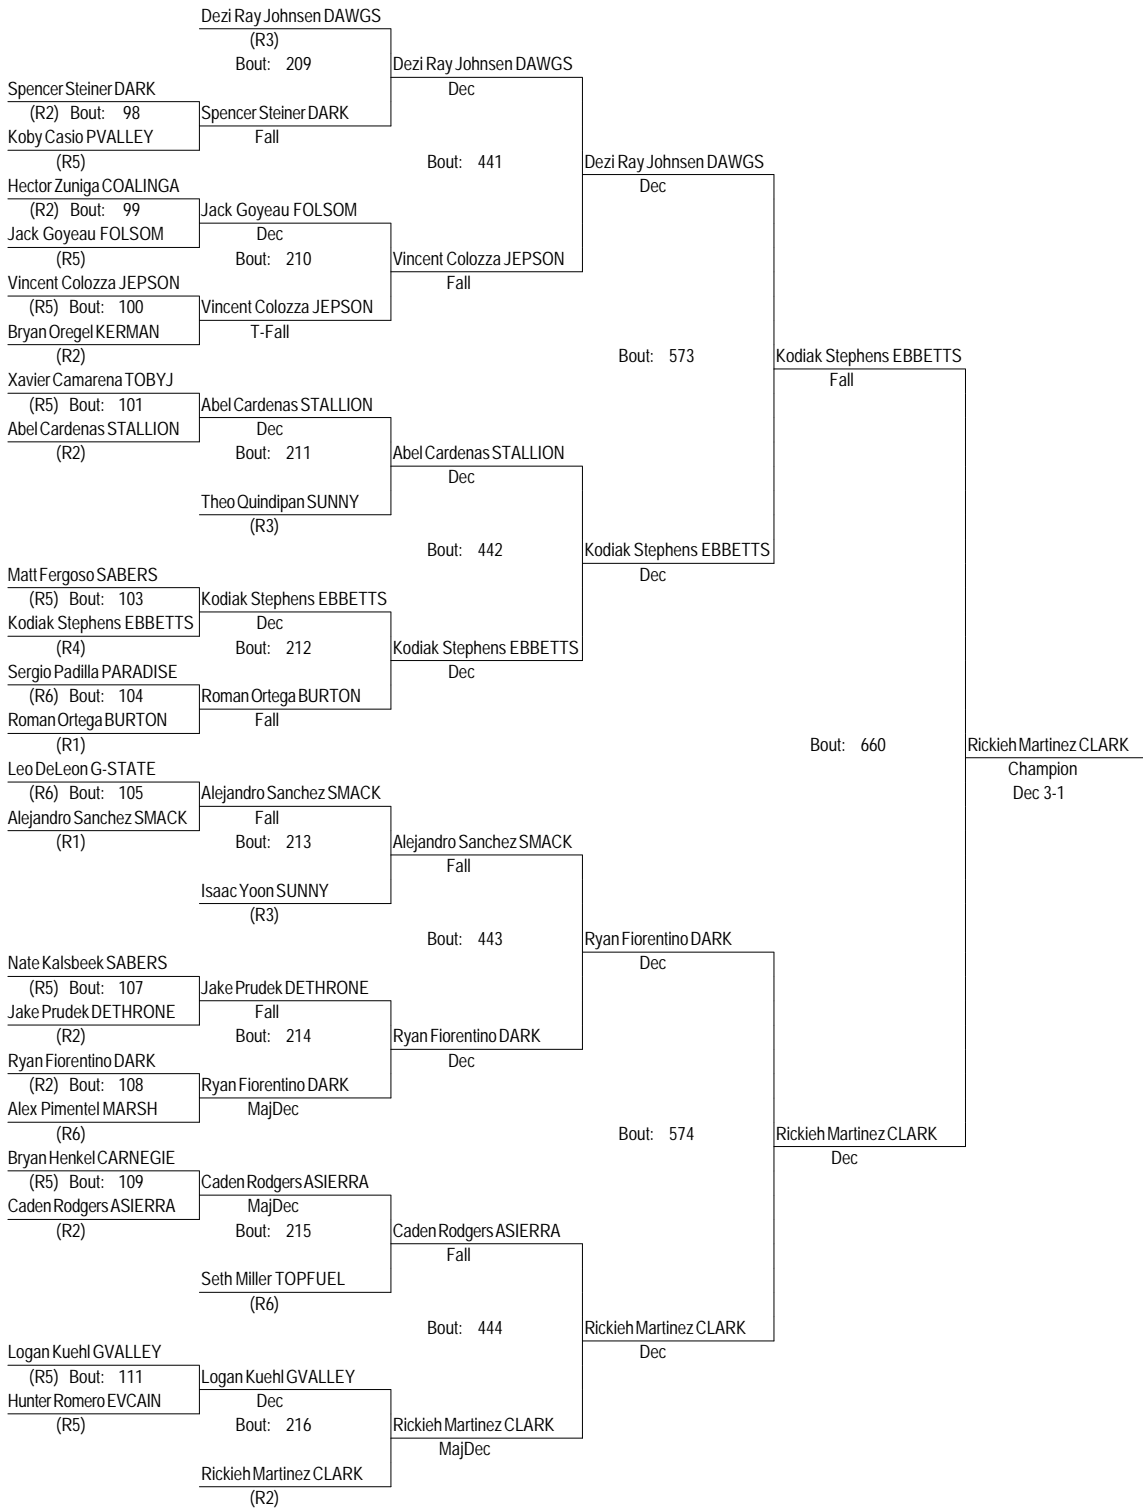 Dezi Ray Johnsen DAWGS
(R3)
Bout: 209
Dezi Ray Johnsen DAWGS
Dec
Spencer Steiner DARK
(R2) Bout: 98
Spencer Steiner DARK
Fall
Koby Casio PVALLEY
(R5)
Bout: 441
Dezi Ray Johnsen DAWGS
Dec
Hector Zuniga COALINGA
(R2) Bout: 99
Jack Goyeau FOLSOM
Dec
Jack Goyeau FOLSOM
(R5)
Bout: 210
Vincent Colozza JEPSON
Fall
Vincent Colozza JEPSON
(R5) Bout: 100
Vincent Colozza JEPSON
T-Fall
Bryan Oregel KERMAN
(R2)
Bout: 573
Kodiak Stephens EBBETTS
Fall
Xavier Camarena TOBYJ
(R5) Bout: 101
Abel Cardenas STALLION
Dec
Abel Cardenas STALLION
(R2)
Bout: 211
Abel Cardenas STALLION
Dec
Theo Quindipan SUNNY
(R3)
Bout: 442
Kodiak Stephens EBBETTS
Dec
Matt Fergoso SABERS
(R5) Bout: 103
Kodiak Stephens EBBETTS
Dec
Kodiak Stephens EBBETTS
(R4)
Bout: 212
Kodiak Stephens EBBETTS
Dec
Sergio Padilla PARADISE
(R6) Bout: 104
Roman Ortega BURTON
Fall
Roman Ortega BURTON
(R1)
Bout: 660
Rickieh Martinez CLARK
Champion
Dec 3-1
Leo DeLeon G-STATE
(R6) Bout: 105
Alejandro Sanchez SMACK
Fall
Alejandro Sanchez SMACK
(R1)
Bout: 213
Alejandro Sanchez SMACK
Fall
Isaac Yoon SUNNY
(R3)
Bout: 443
Ryan Fiorentino DARK
Dec
Nate Kalsbeek SABERS
(R5) Bout: 107
Jake Prudek DETHRONE
Fall
Jake Prudek DETHRONE
(R2)
Bout: 214
Ryan Fiorentino DARK
Dec
Ryan Fiorentino DARK
(R2) Bout: 108
Ryan Fiorentino DARK
MajDec
Alex Pimentel MARSH
(R6)
Bout: 574
Rickieh Martinez CLARK
Dec
Bryan Henkel CARNEGIE
(R5) Bout: 109
Caden Rodgers ASIERRA
MajDec
Caden Rodgers ASIERRA
(R2)
Bout: 215
Caden Rodgers ASIERRA
Fall
Seth Miller TOPFUEL
(R6)
Bout: 444
Rickieh Martinez CLARK
Dec
Logan Kuehl GVALLEY
(R5) Bout: 111
Logan Kuehl GVALLEY
Dec
Hunter Romero EVCAIN
(R5)
Bout: 216
Rickieh Martinez CLARK
MajDec
Rickieh Martinez CLARK
(R2)